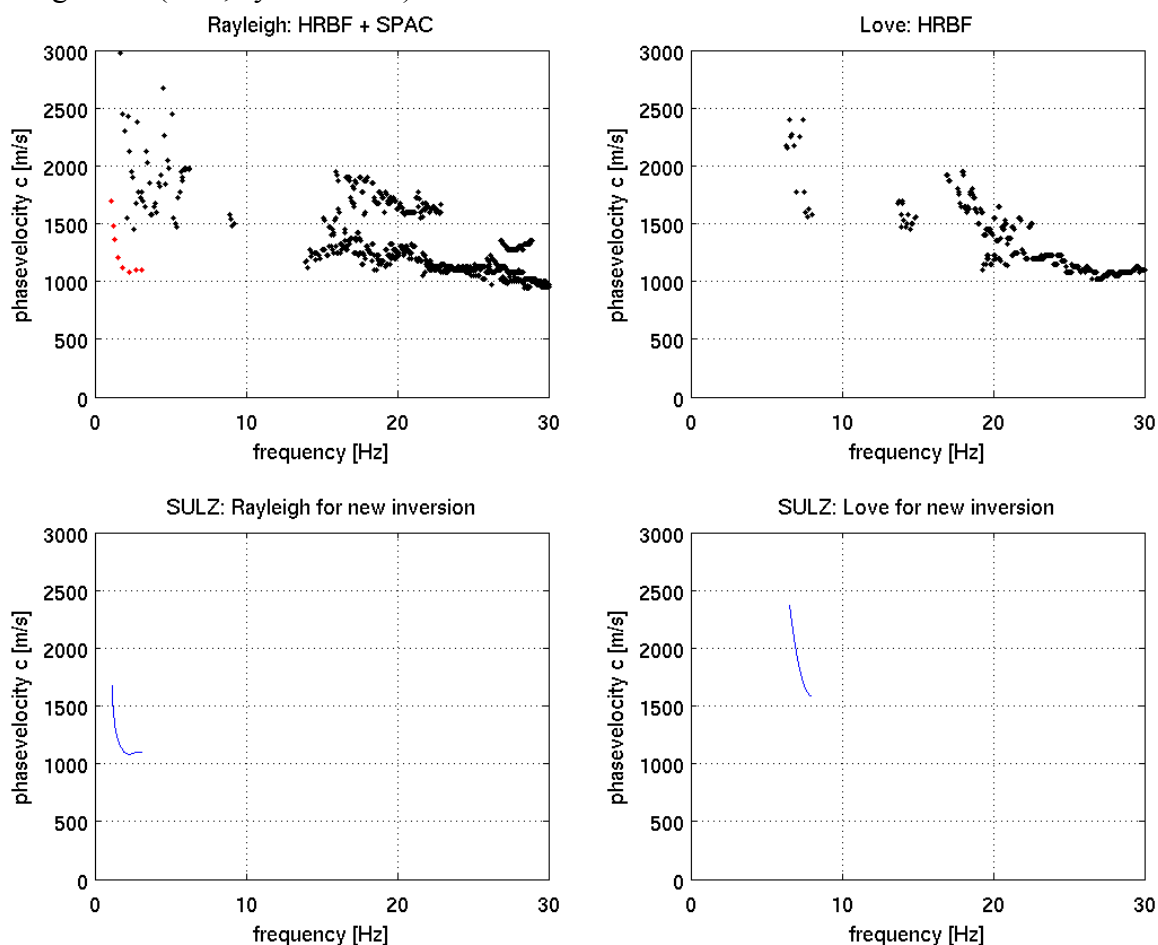 Rayleigh: HRBF + SPAC
3000
2500
2000
1500
1000
500
0
phasevelocity c [m/s]
0 10 20 30
frequency [Hz]
Love: HRBF
3000
2500
2000
1500
1000
500
0
phasevelocity c [m/s]
0 10 20 30
frequency [Hz]
SULZ: Rayleigh for new inversion
3000
2500
2000
1500
1000
500
0
phasevelocity c [m/s]
0 10 20 30
frequency [Hz]
SULZ: Love for new inversion
3000
2500
2000
1500
1000
500
0
phasevelocity c [m/s]
0 10 20 30
frequency [Hz]